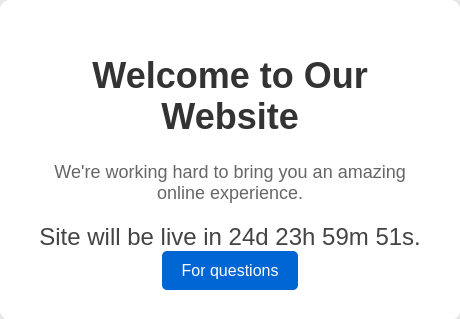 Welcome to Our
Website
We're working hard to bring you an amazing
online experience.
Site will be live in 24d 23h 59m 51s.
For questions